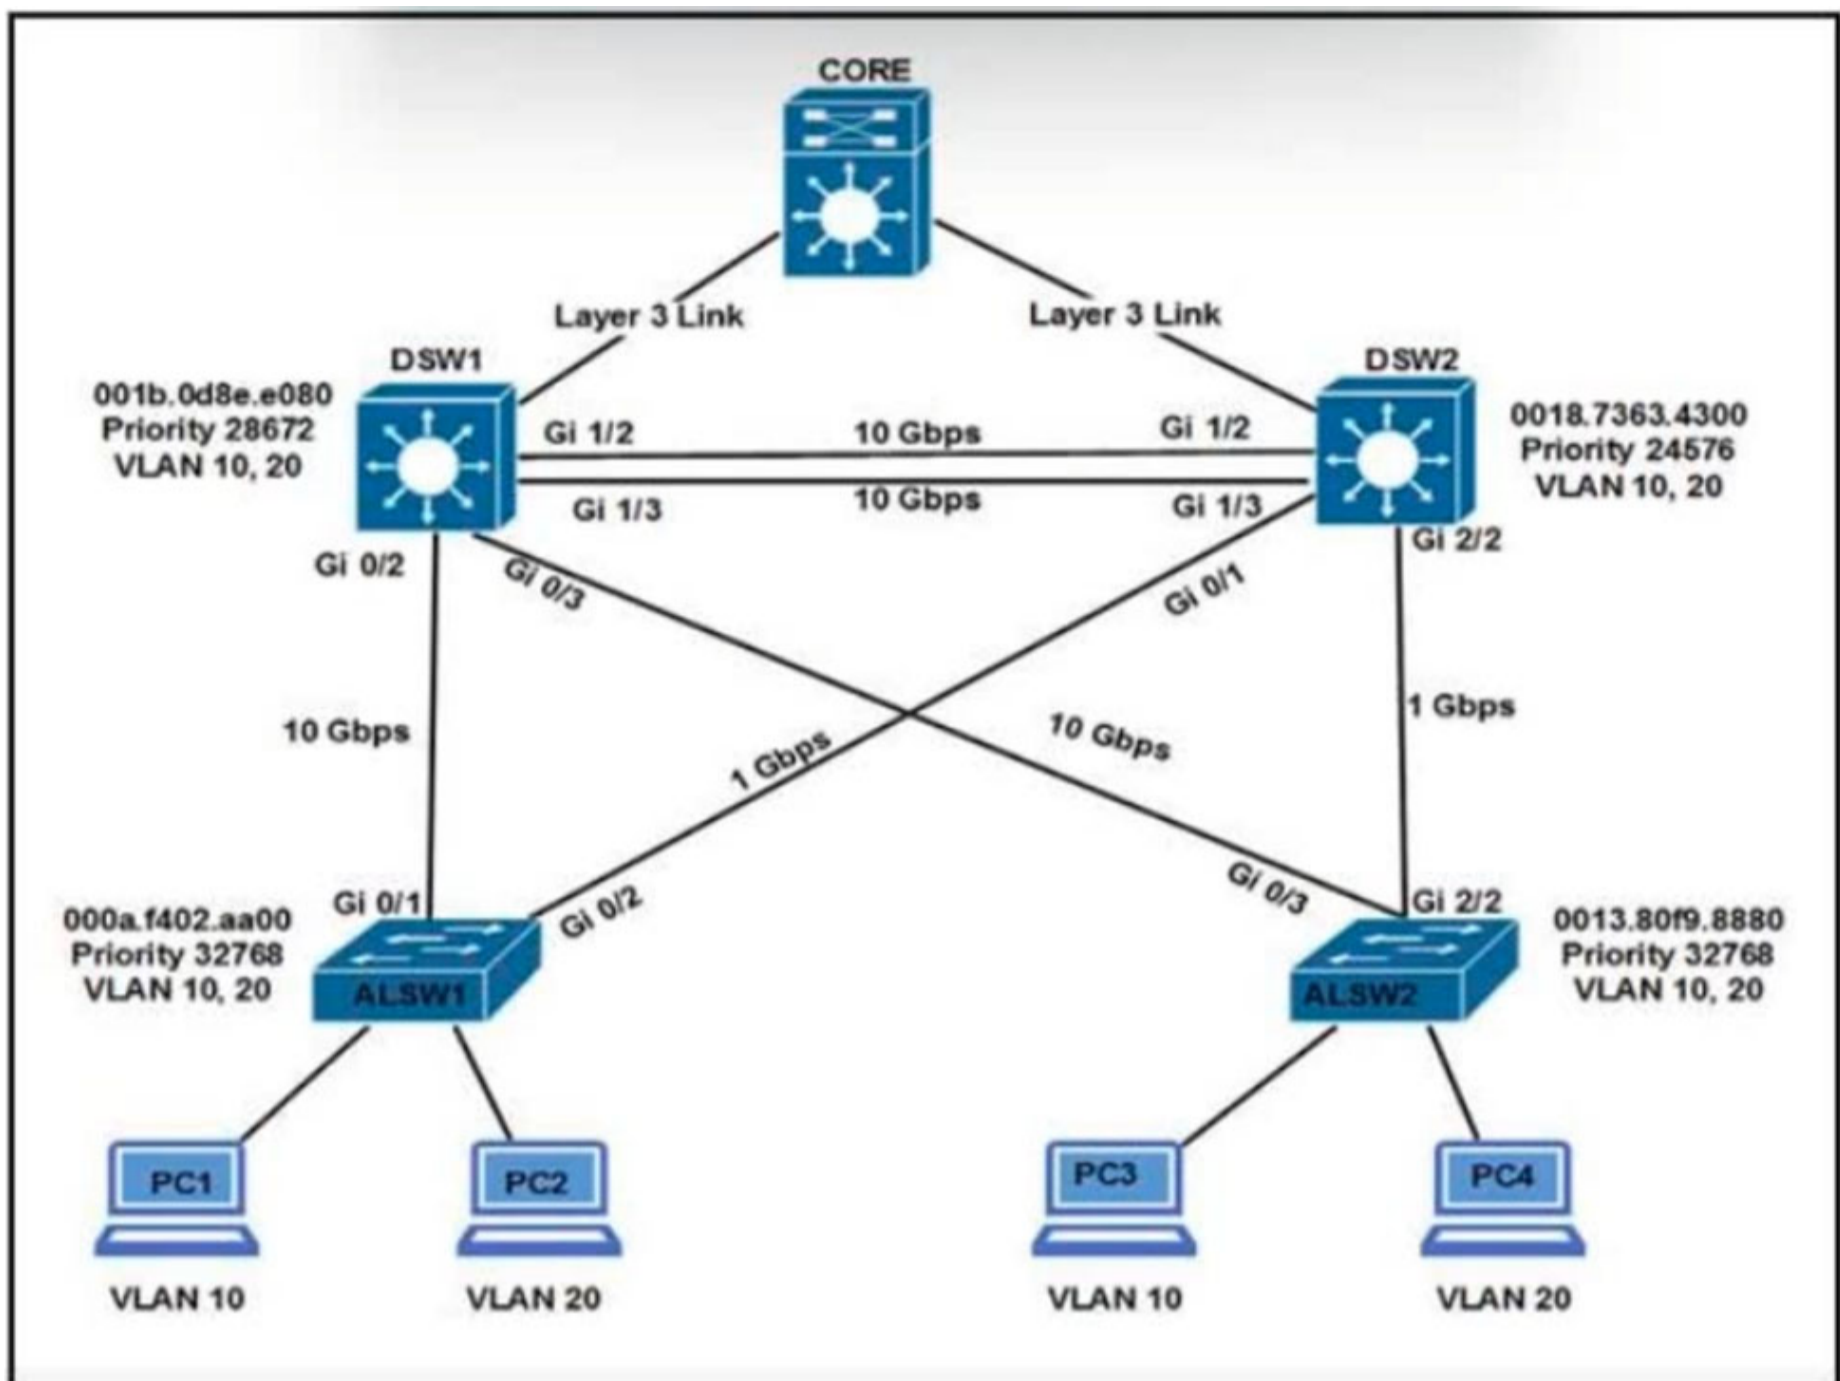 CORE
Layer 3 Link
Layer 3 Link
DSW1
DSW2
001b.0d8e.e080
Priority 28672
VLAN 10, 20
0018.7363.4300
Priority 24576
VLAN 10, 20
Gi 1/2
10 Gbps
Gi 1/2
Gi 1/3
10 Gbps
Gi 1/3
Gi 0/2
Gi 0/3
Gi 0/1
Gi 2/2
10 Gbps
1 Gbps
10 Gbps
1 Gbps
Gi 0/1
Gi 0/2
Gi 0/3
Gi 2/2
000a.f402.aa00
Priority 32768
VLAN 10, 20
ALSW1
ALSW2
0013.80f9.8880
Priority 32768
VLAN 10, 20
PC1
PC2
PC3
PC4
VLAN 10
VLAN 20
VLAN 10
VLAN 20